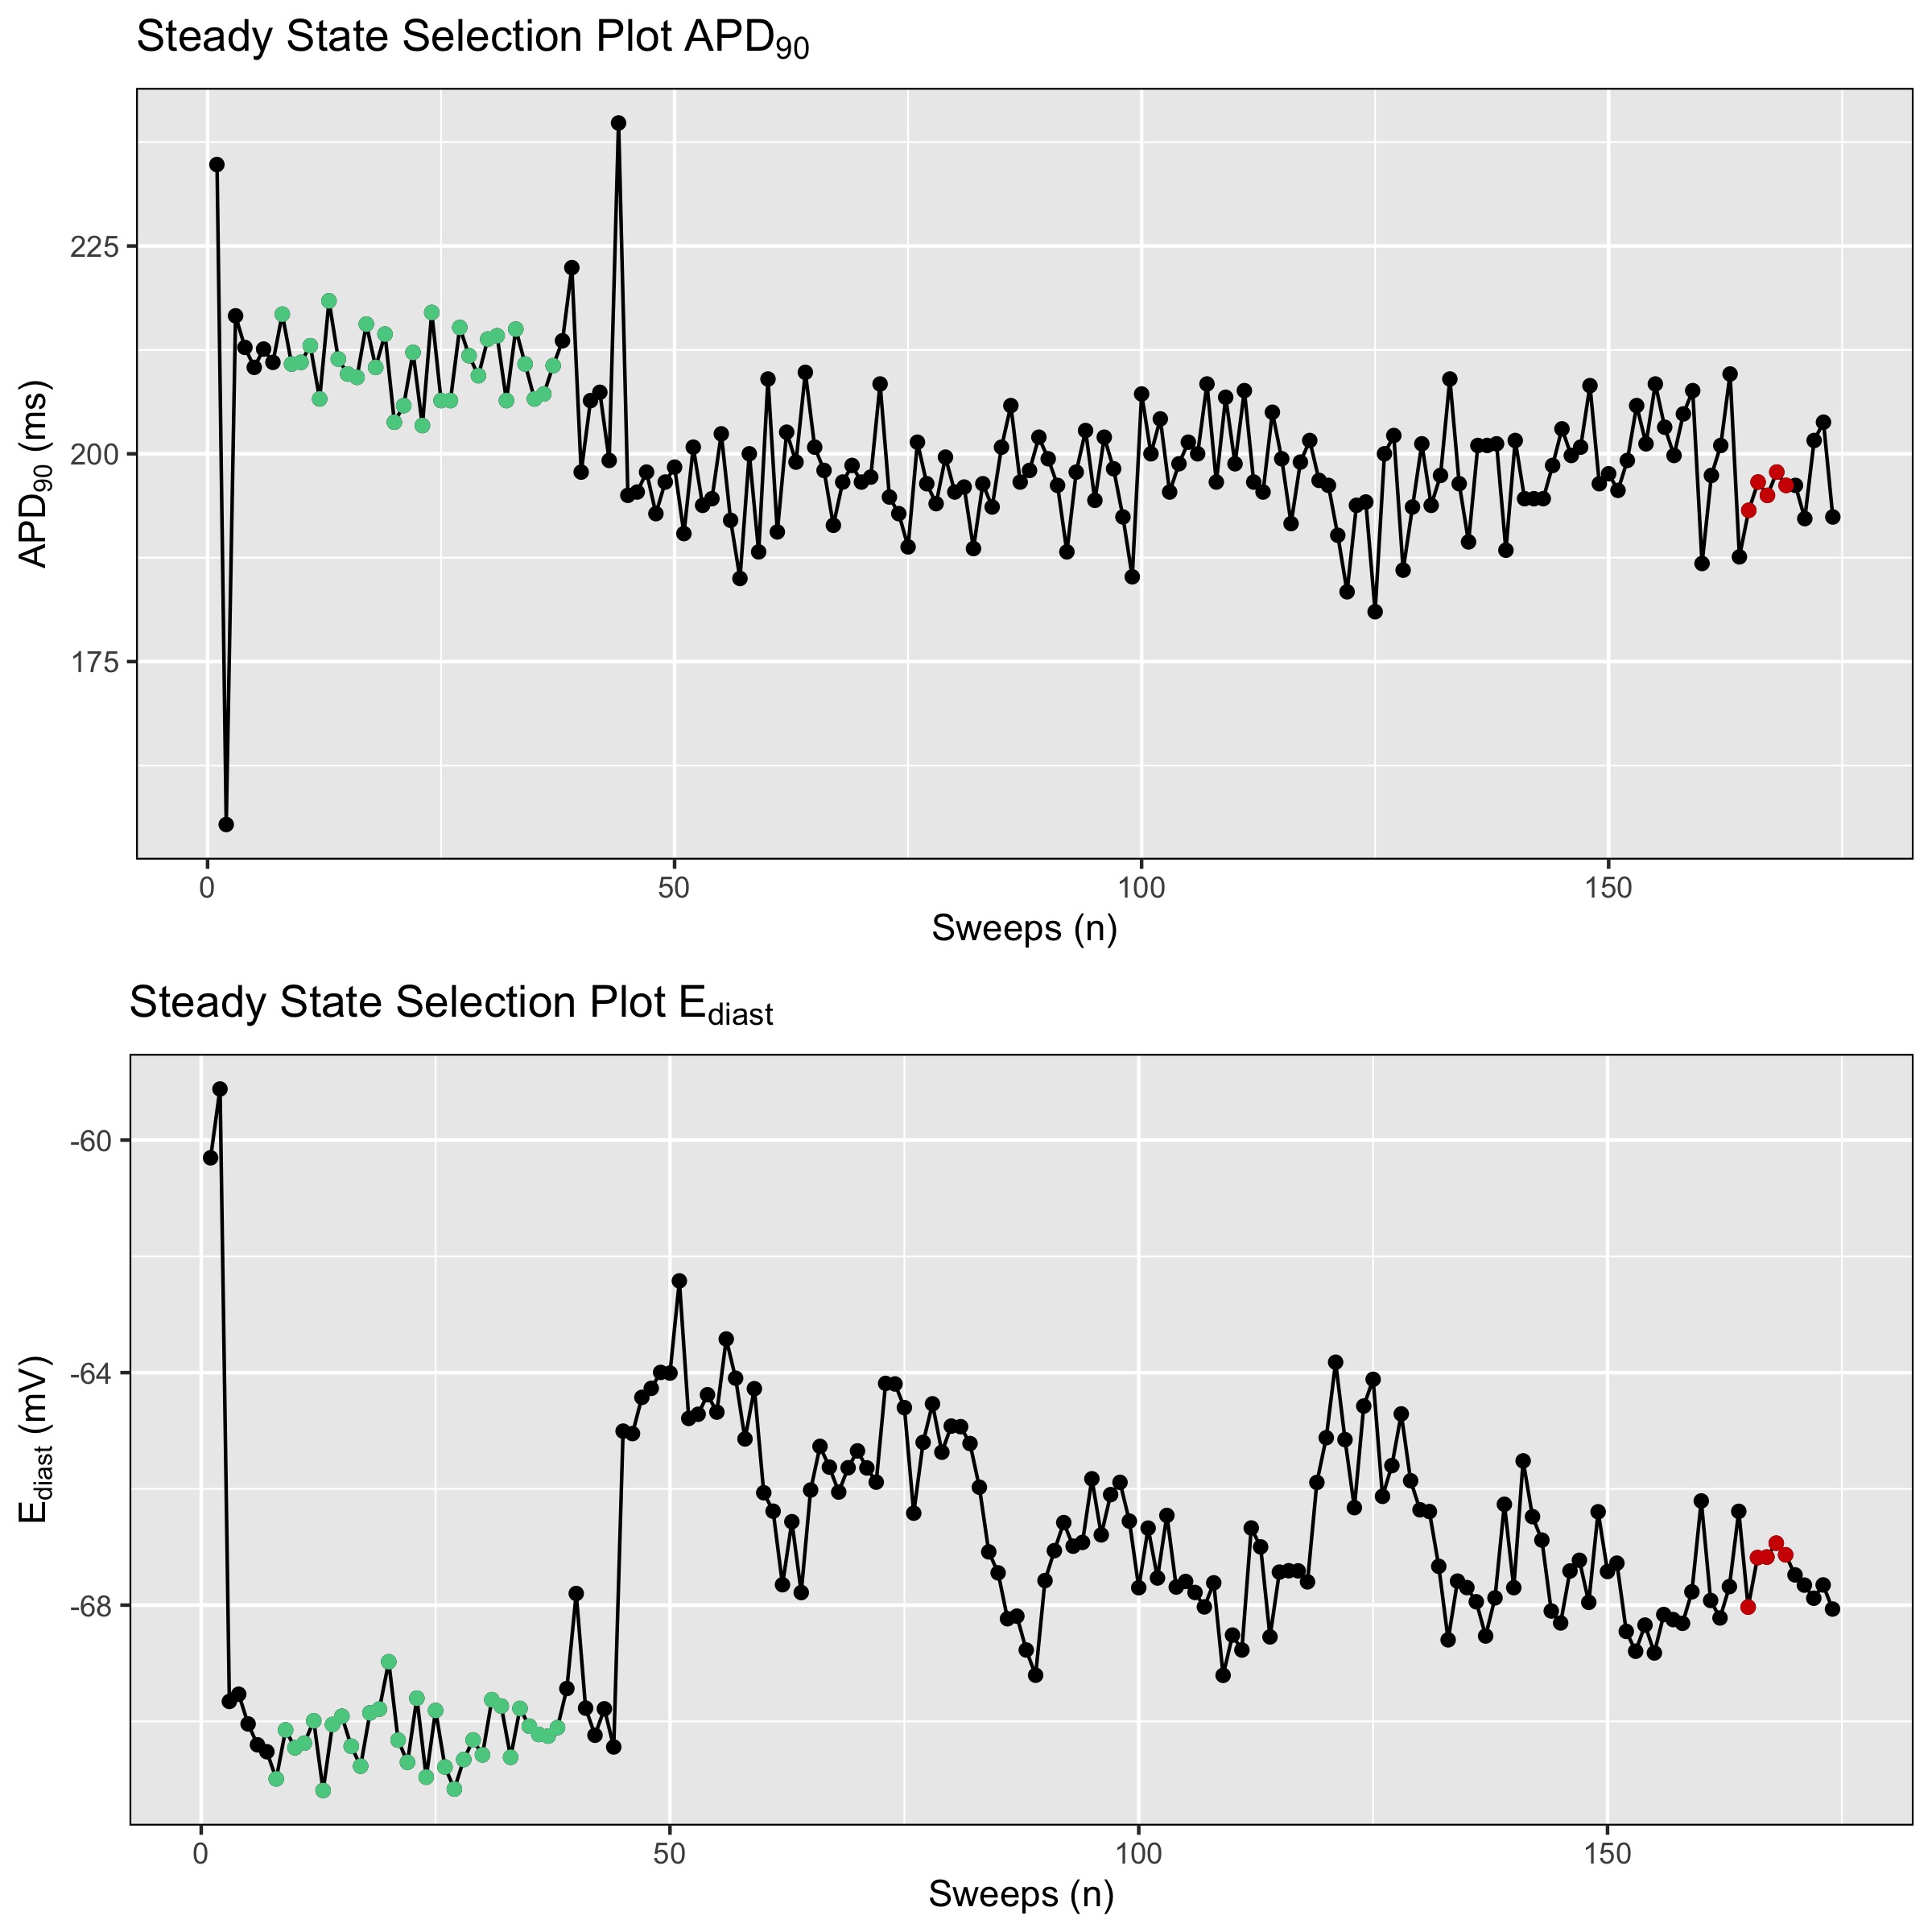 Steady State Selection Plot APD90
225
200
175
APD90 (ms)
0 50 100 150
Sweeps (n)
Steady State Selection Plot Ediast
-60
-64
-68
Ediast (mV)
0 50 100 150
Sweeps (n)